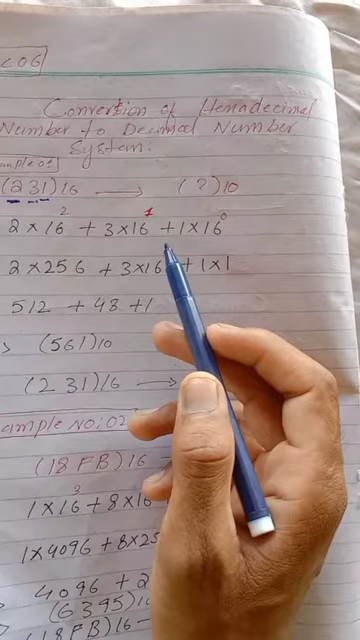 Conversion of Hexadecimal
Number to Decimal Number
System:
(231)16 → (?)10
2×16² + 3×16¹ + 1×16⁰
2×256 + 3×16 + 1×1
512 + 48 + 1
(561)10
(231)16 →
ample NO:02
(18FB)16
1×16³ + 8×16
1×4096 + 8×25
4096 + 2
(6395)10
(18FB)16